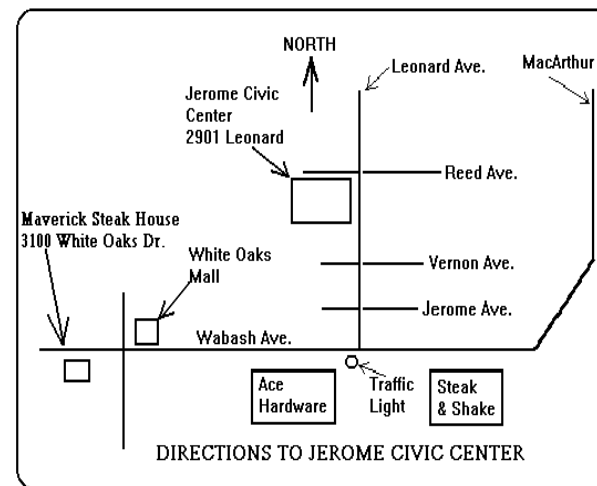 NORTH
Leonard Ave.
MacArthur
Jerome Civic
Center
2901 Leonard
Reed Ave.
Maverick Steak House
3100 White Oaks Dr.
White Oaks
Mall
Vernon Ave.
Jerome Ave.
Wabash Ave.
Ace
Hardware
Traffic
Light
Steak
& Shake
DIRECTIONS TO JEROME CIVIC CENTER